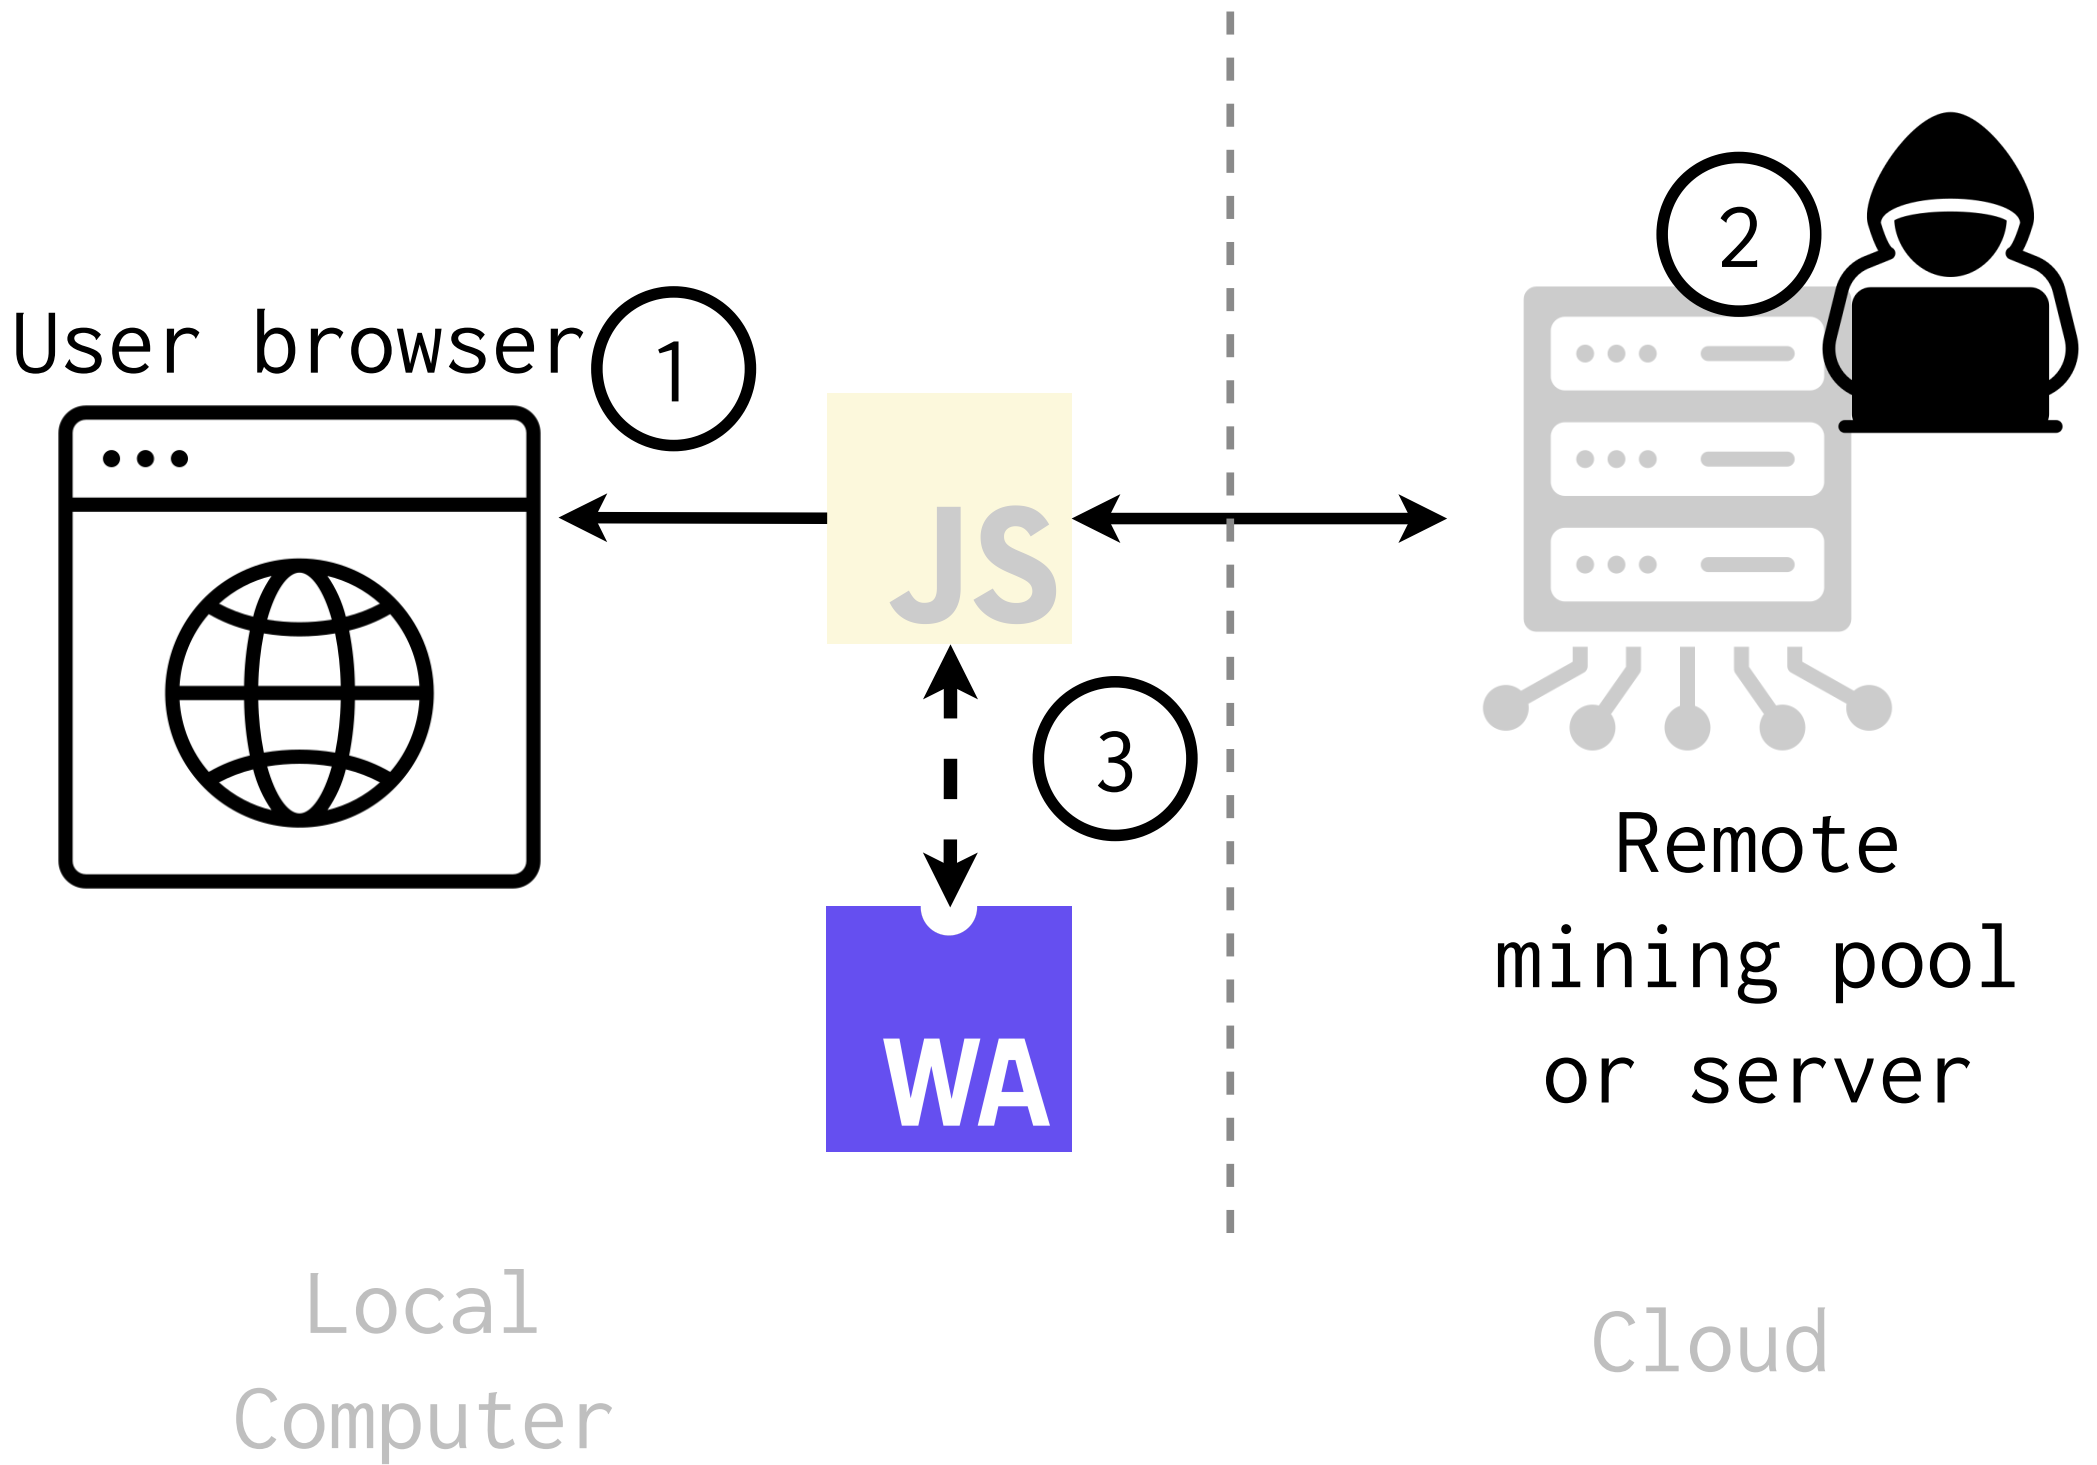 User browser
1
2
JS
3
WA
Remote
mining pool
or server
Local
Computer
Cloud